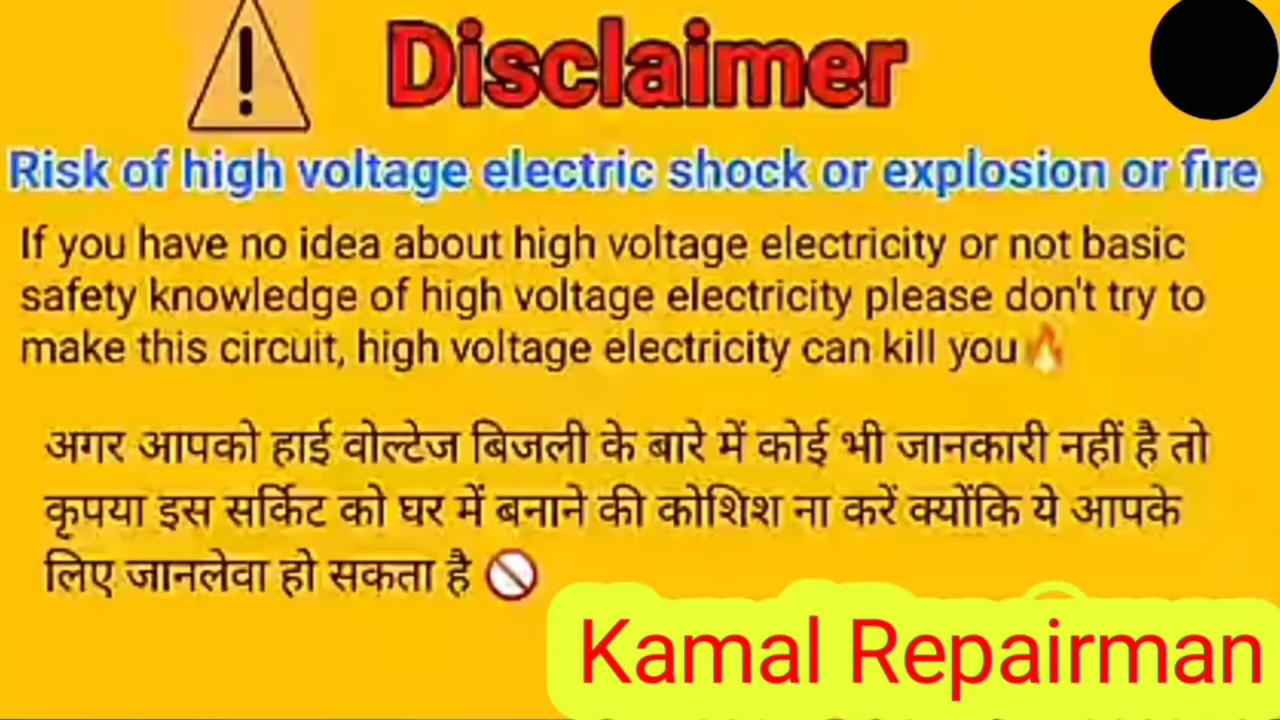 Disclaimer
Risk of high voltage electric shock or explosion or fire
If you have no idea about high voltage electricity or not basic
safety knowledge of high voltage electricity please don't try to
make this circuit, high voltage electricity can kill you🔥
अगर आपको हाई वोल्टेज बिजली के बारे में कोई भी जानकारी नहीं है तो
कृपया इस सर्किट को घर में बनाने की कोशिश ना करें क्योंकि ये आपके
लिए जानलेवा हो सकता है 🚫
Kamal Repairman